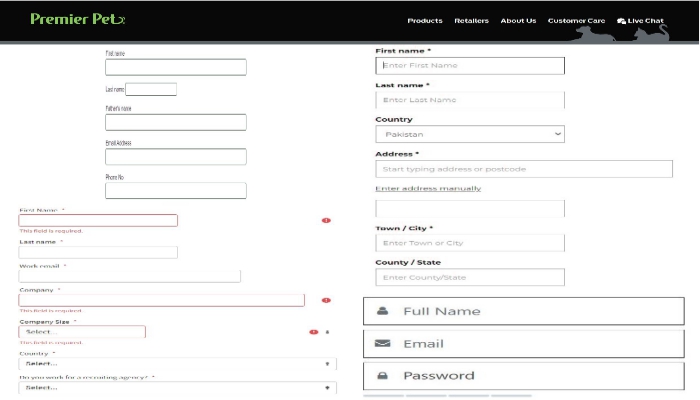 Premier Pet
Products Retailers About Us Customer Care Live Chat
First name
Last name
Father's name
Email Address
Phone No
First Name *
This field is required.
Last name *
Work email *
Company *
This field is required.
Company Size *
Select...
This field is required.
Country *
Select...
Do you work for a recruiting agency? *
Select...
First name *
Enter First Name
Last name *
Enter Last Name
Country
Pakistan
Address *
Start typing address or postcode
Enter address manually
Town / City *
Enter Town or City
County / State
Enter County/State
Full Name
Email
Password